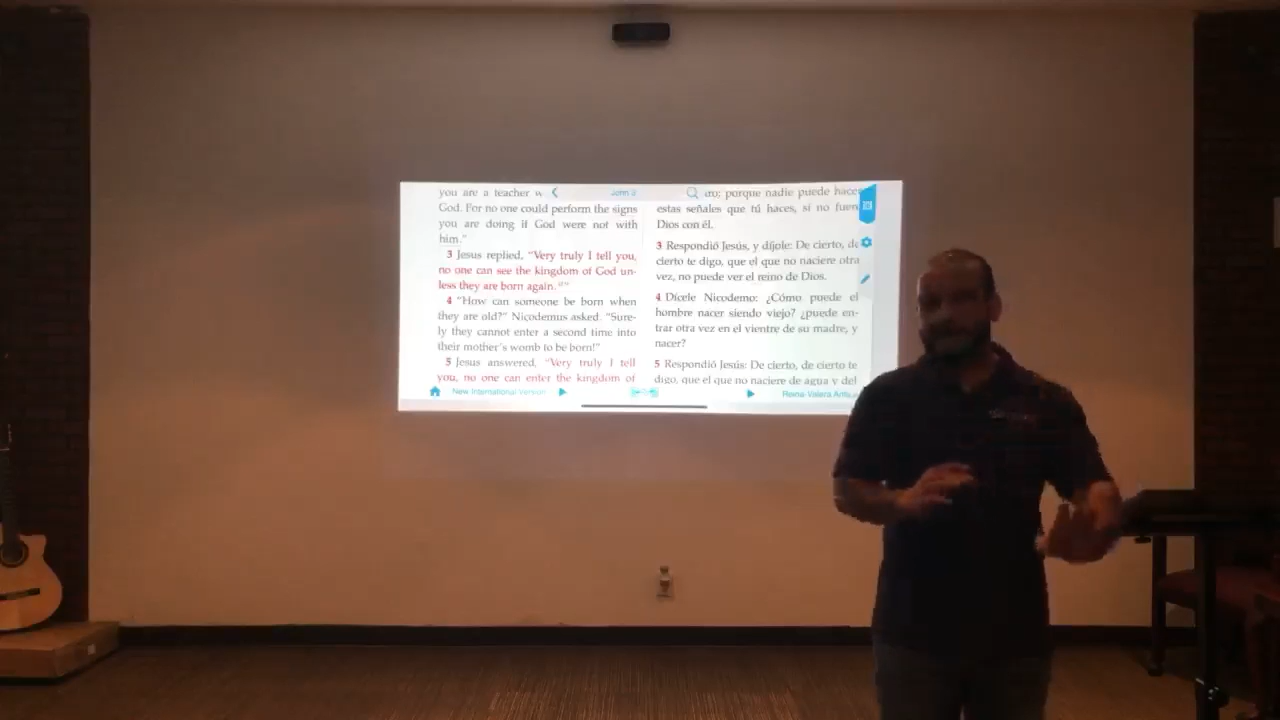 you are a teacher
John 3
God. For no one could perform the signs
you are doing if God were not with
him."
3 Jesus replied, "Very truly I tell you,
no one can see the kingdom of God un-
less they are born again."
4 "How can someone be born when
they are old?" Nicodemus asked. "Sure-
ly they cannot enter a second time into
their mother's womb to be born!"
5 Jesus answered, "Very truly I tell
you, no one can enter the kingdom of
New International Version
porque nadie puede hacer
estas señales que tú haces, si no fuere
Dios con él.
3 Respondió Jesús, y díjole: De cierto, de
cierto te digo, que el que no naciere otra
vez, no puede ver el reino de Dios.
4 Dícele Nicodemo: ¿Cómo puede el
hombre nacer siendo viejo? ¿puede en-
trar otra vez en el vientre de su madre, y
nacer?
5 Respondió Jesús: De cierto, de cierto te
digo, que el que no naciere de agua y del
Reina-Valera